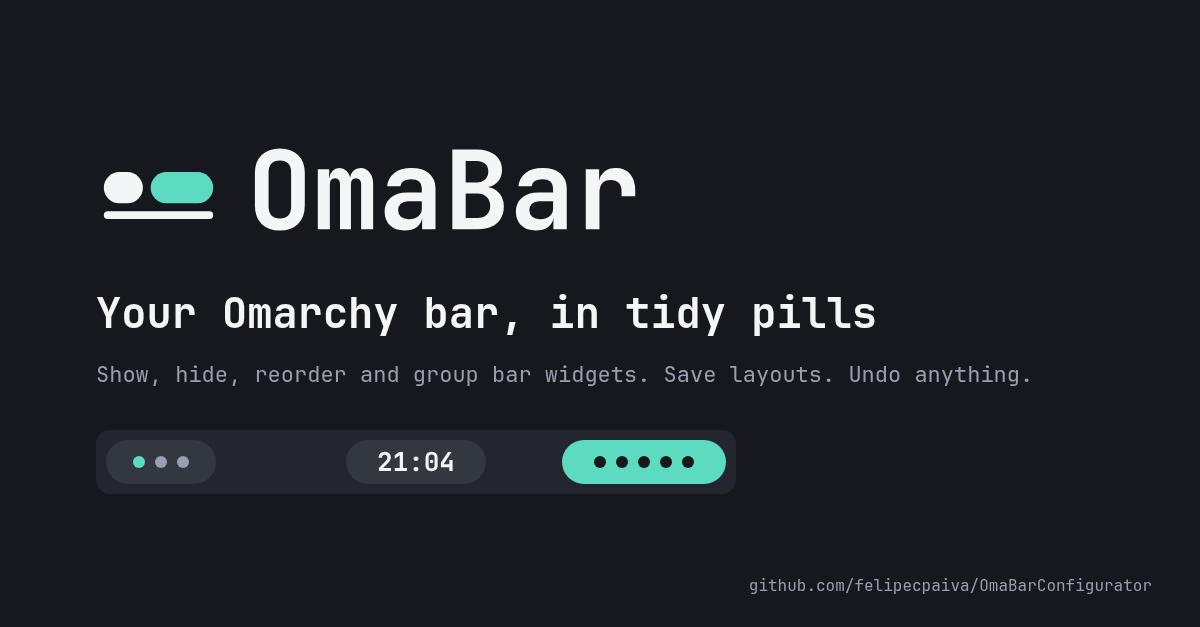 OmaBar
Your Omarchy bar, in tidy pills
Show, hide, reorder and group bar widgets. Save layouts. Undo anything.
21:04
github.com/felipecpaiva/OmaBarConfigurator